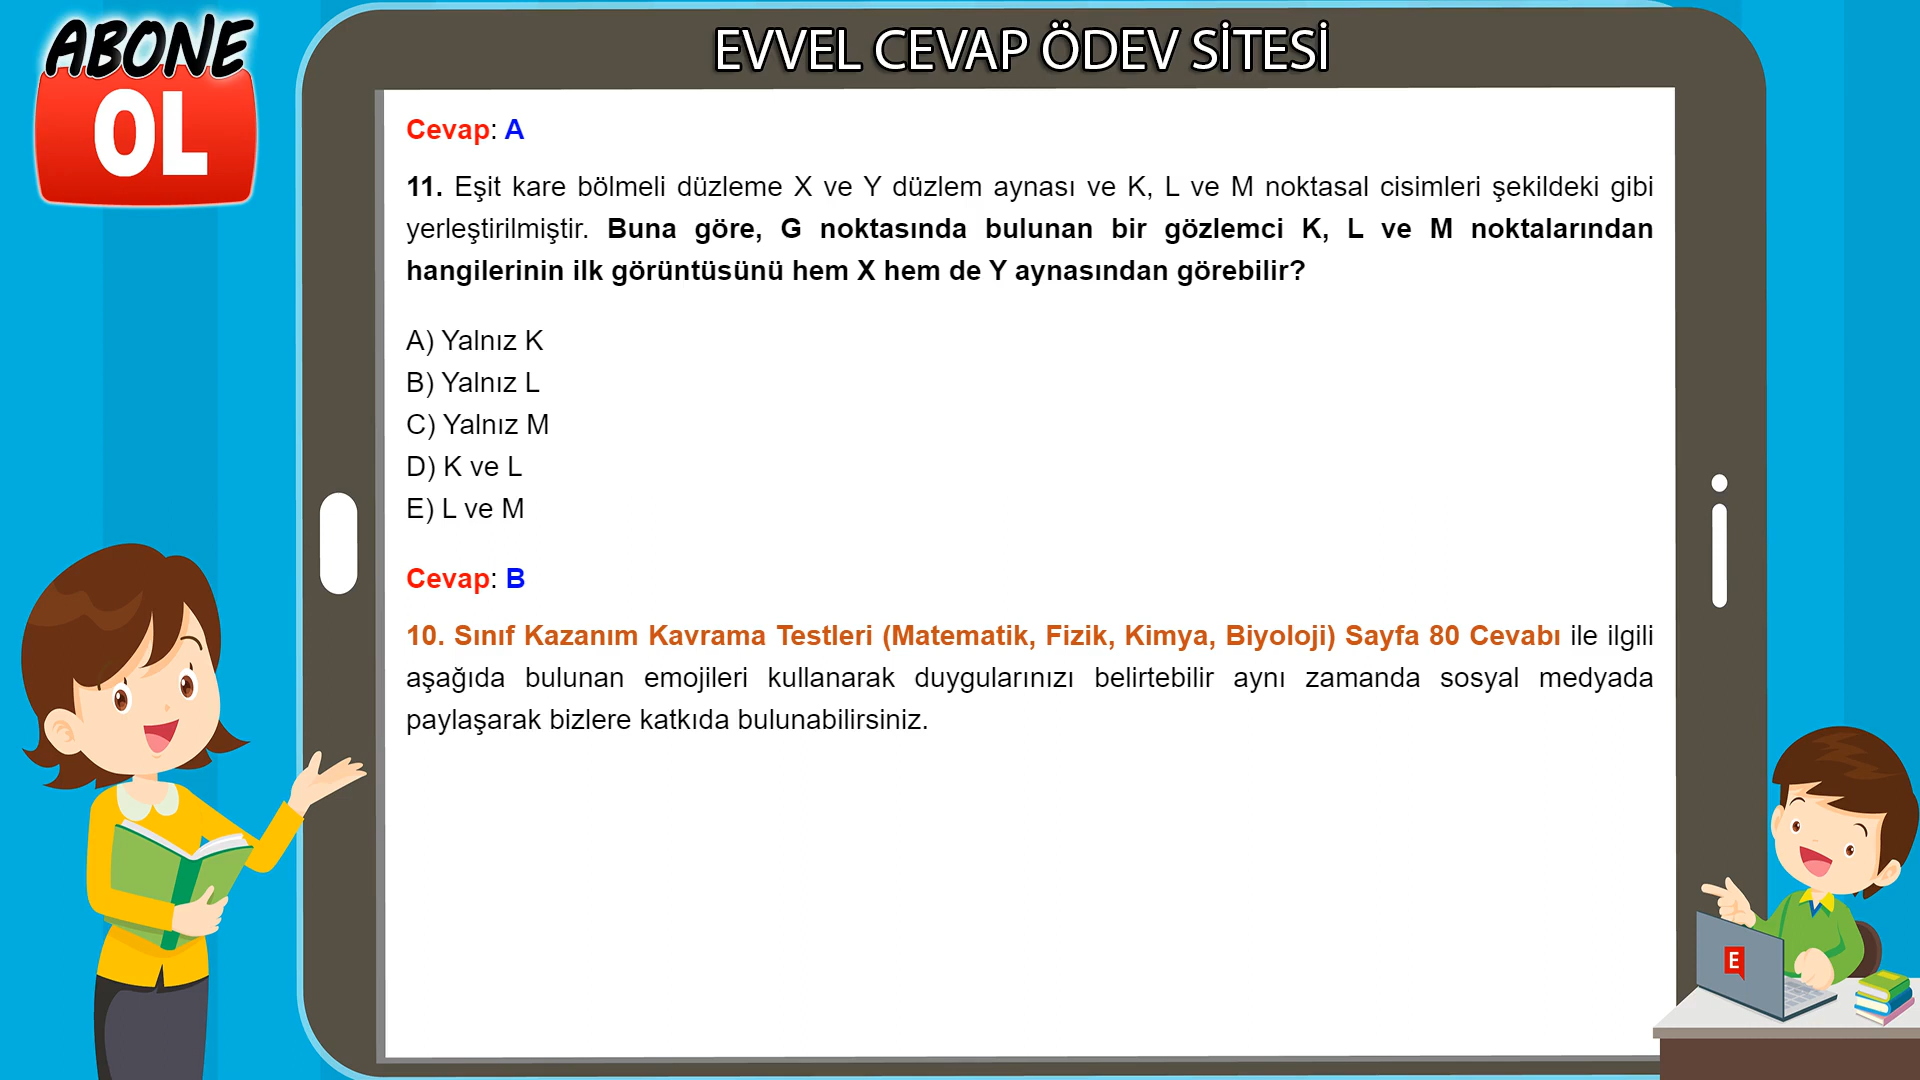 ABONE
OL
EVVEL CEVAP ÖDEV SİTESİ
Cevap: A
11. Eşit kare bölmeli düzleme X ve Y düzlem aynası ve K, L ve M noktasal cisimleri şekildeki gibi
yerleştirilmiştir. Buna göre, G noktasında bulunan bir gözlemci K, L ve M noktalarından
hangilerinin ilk görüntüsünü hem X hem de Y aynasından görebilir?
A) Yalnız K
B) Yalnız L
C) Yalnız M
D) K ve L
E) L ve M
Cevap: B
10. Sınıf Kazanım Kavrama Testleri (Matematik, Fizik, Kimya, Biyoloji) Sayfa 80 Cevabı ile ilgili
aşağıda bulunan emojileri kullanarak duygularınızı belirtebilir aynı zamanda sosyal medyada
paylaşarak bizlere katkıda bulunabilirsiniz.
E